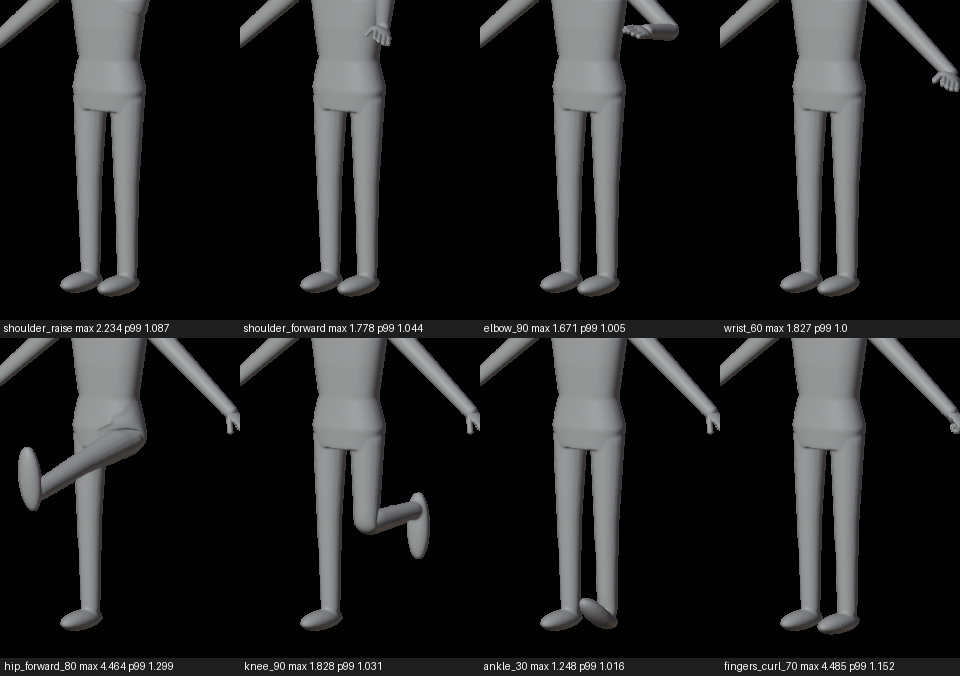 shoulder_raise max 2.234 p99 1.087
shoulder_forward max 1.778 p99 1.044
elbow_90 max 1.671 p99 1.005
wrist_60 max 1.827 p99 1.0
hip_forward_80 max 4.464 p99 1.299
knee_90 max 1.828 p99 1.031
ankle_30 max 1.248 p99 1.016
fingers_curl_70 max 4.485 p99 1.152